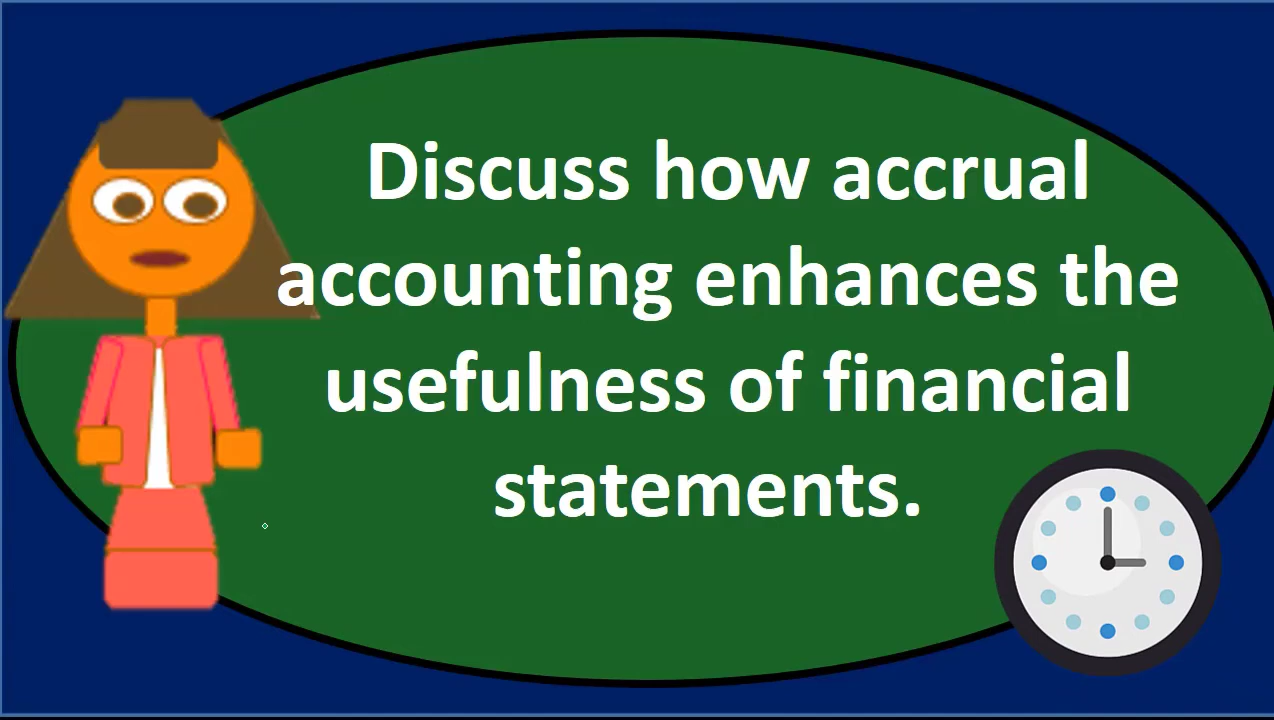 Discuss how accrual
accounting enhances the
usefulness of financial
statements.